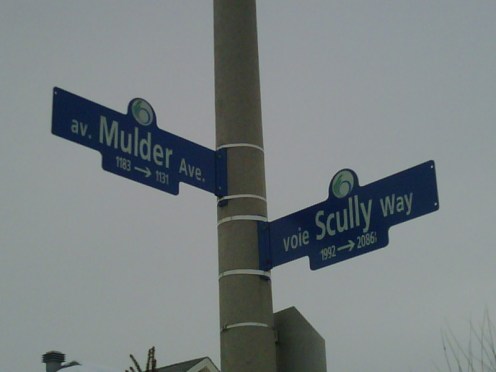 av. Mulder Ave.
1183 → 1131
voie Scully Way
1992 → 2086